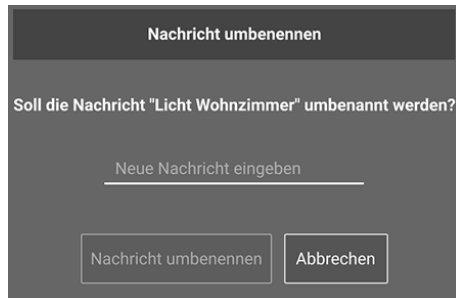 Nachricht umbenennen
Soll die Nachricht "Licht Wohnzimmer" umbenannt werden?
Neue Nachricht eingeben
Nachricht umbenennen Abbrechen